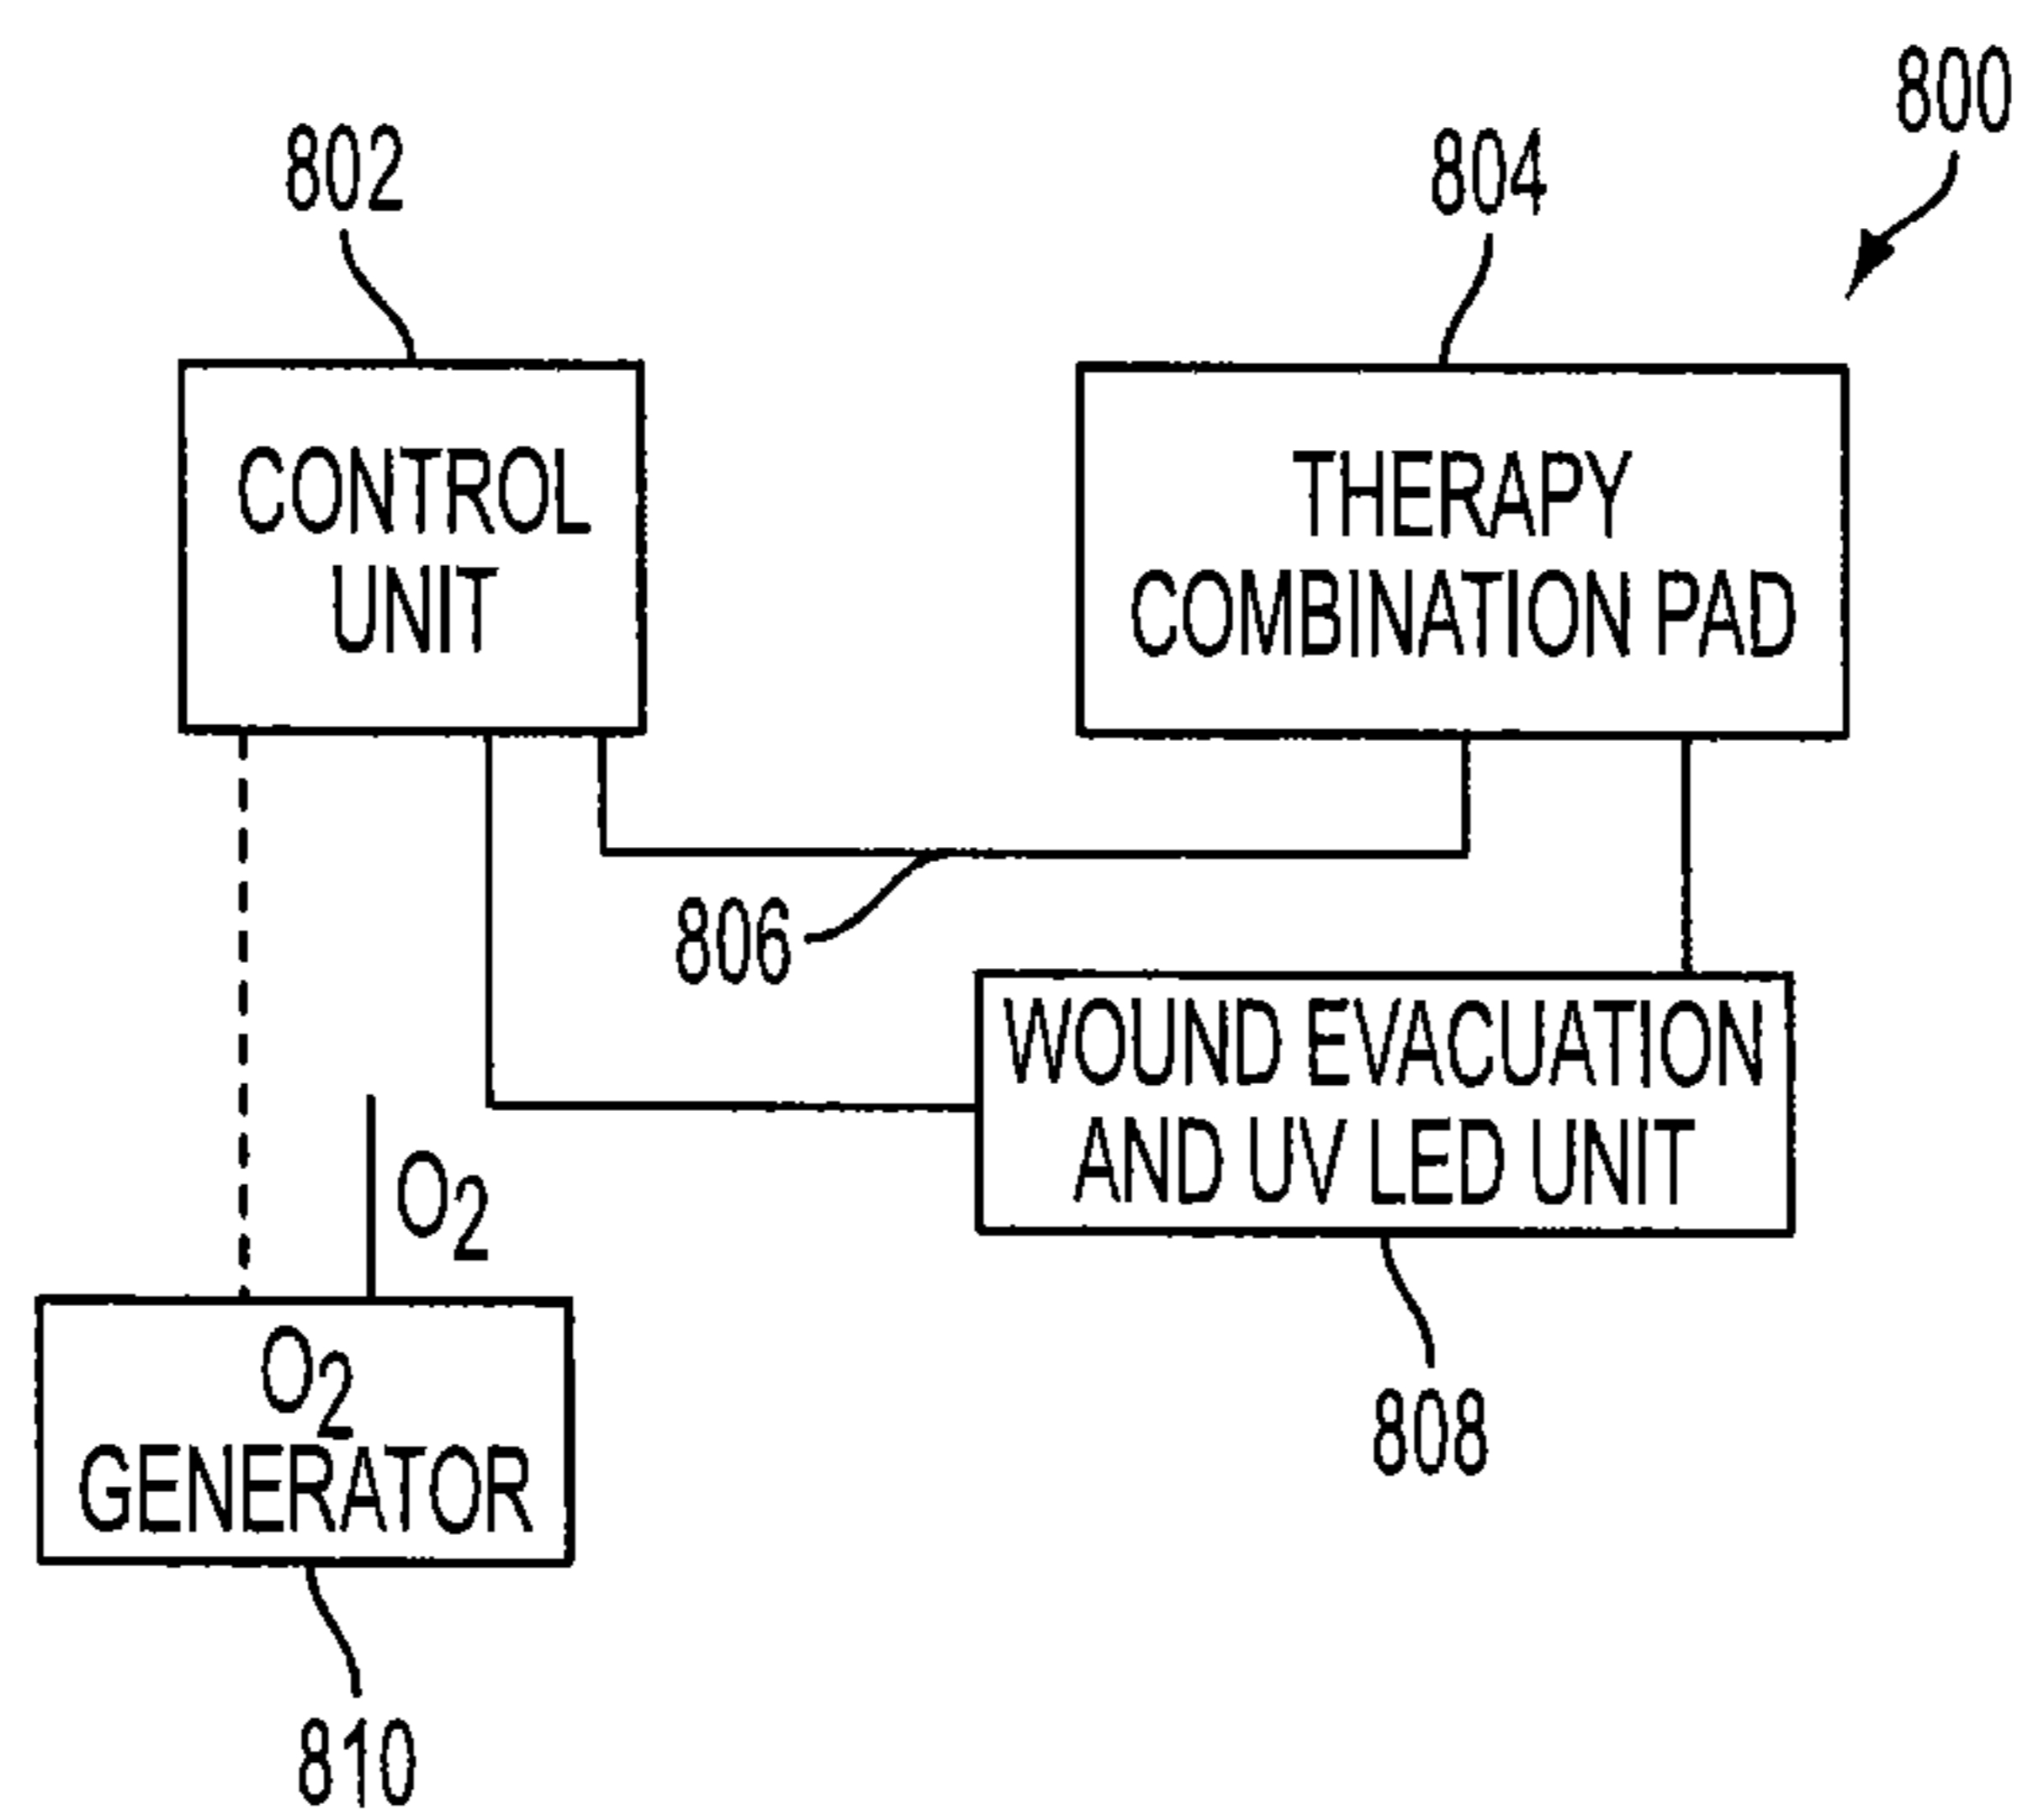 800
802
804
CONTROL
UNIT
THERAPY
COMBINATION PAD
806
WOUND EVACUATION
AND UV LED UNIT
O2
O2
GENERATOR
808
810